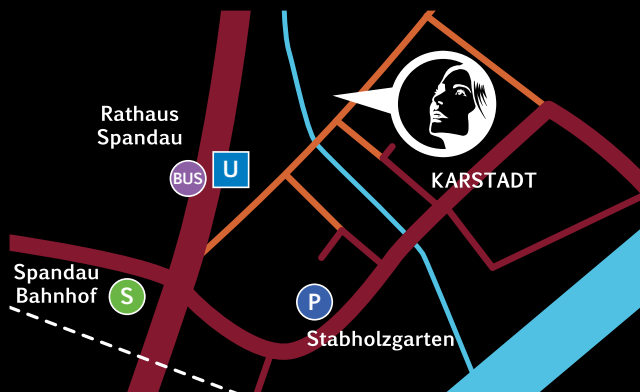 Rathaus
Spandau
BUS
U
KARSTADT
Spandau
Bahnhof
S
P
Stabholzgarten